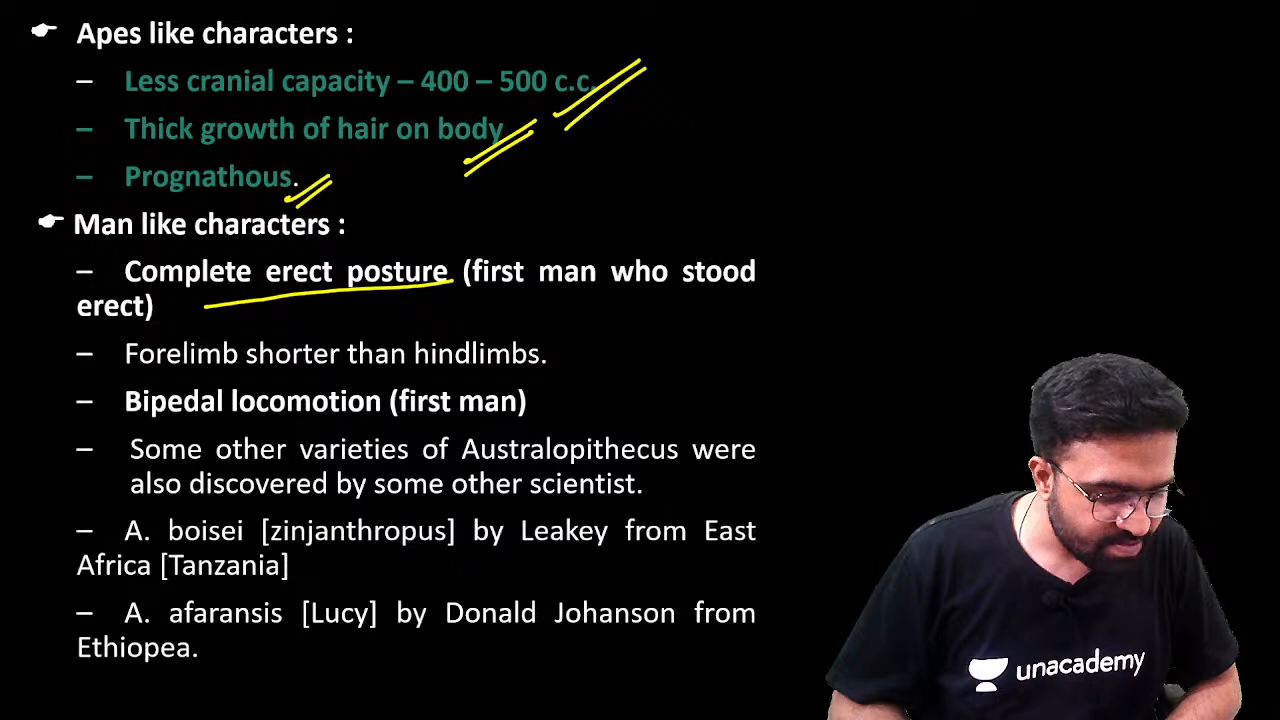 Apes like characters :
– Less cranial capacity – 400 – 500 c.c.
– Thick growth of hair on body
– Prognathous.
Man like characters :
– Complete erect posture (first man who stood
erect)
– Forelimb shorter than hindlimbs.
– Bipedal locomotion (first man)
– Some other varieties of Australopithecus were
also discovered by some other scientist.
– A. boisei [zinjanthropus] by Leakey from East
Africa [Tanzania]
– A. afaransis [Lucy] by Donald Johanson from
Ethiopea.
unacademy